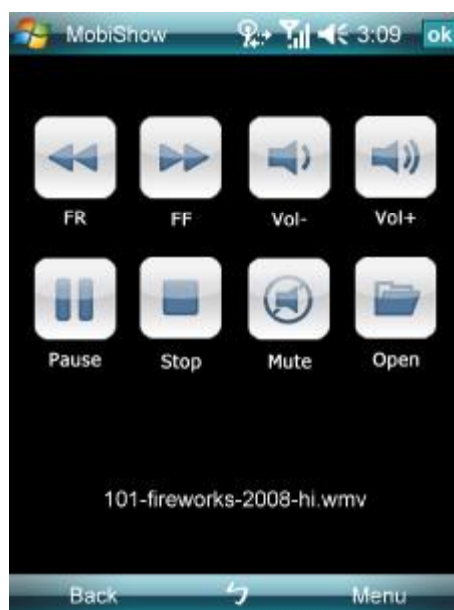 MobiShow 3:09 ok
FR FF Vol- Vol+
Pause Stop Mute Open
101-fireworks-2008-hi.wmv
Back Menu